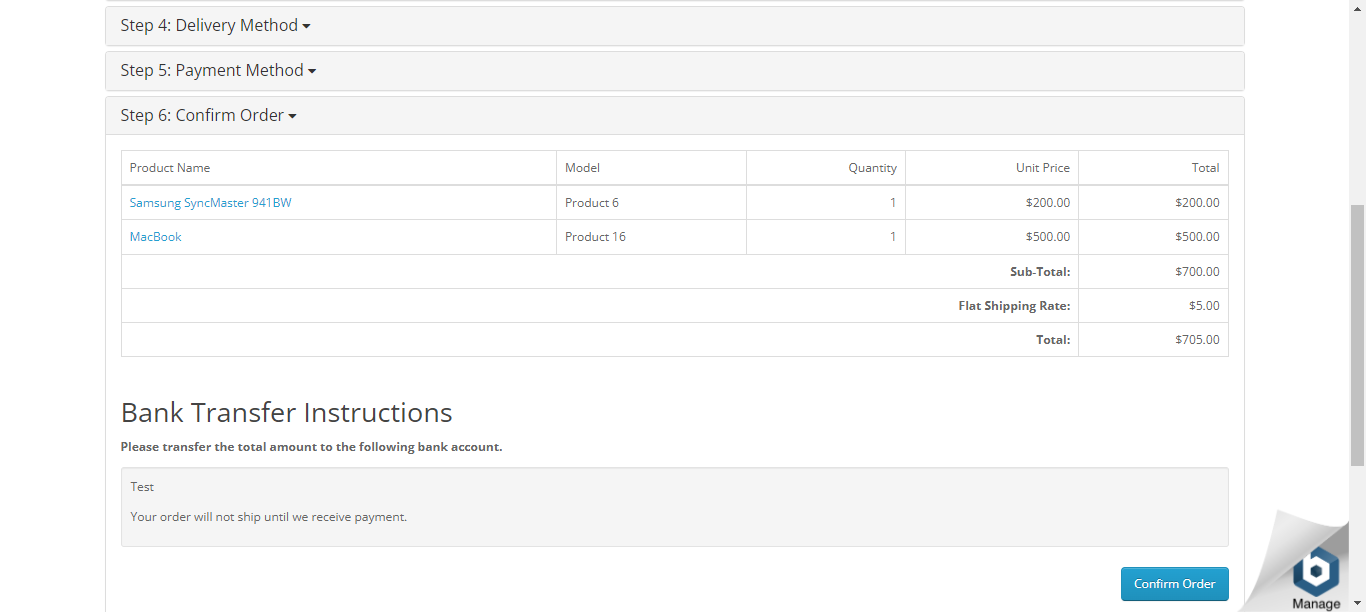 Step 4: Delivery Method
Step 5: Payment Method
Step 6: Confirm Order
Product Name Model Quantity Unit Price Total
Samsung SyncMaster 941BW Product 6 1 $200.00 $200.00
MacBook Product 16 1 $500.00 $500.00
Sub-Total: $700.00
Flat Shipping Rate: $5.00
Total: $705.00
Bank Transfer Instructions
Please transfer the total amount to the following bank account.
Test
Your order will not ship until we receive payment.
Confirm Order
b
Manage